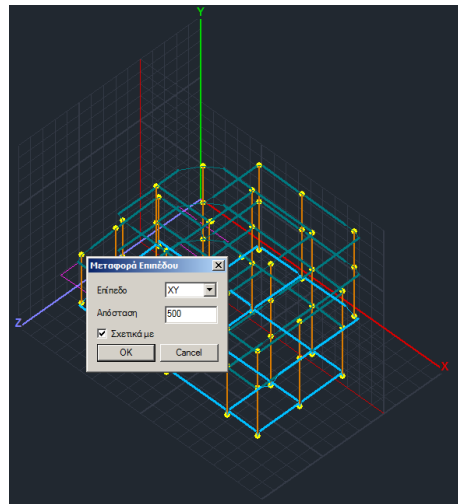 Y
Μεταφορά Επιπέδου
Επίπεδο XY
Απόσταση 500
Σχετικά με
OK Cancel
Z
X